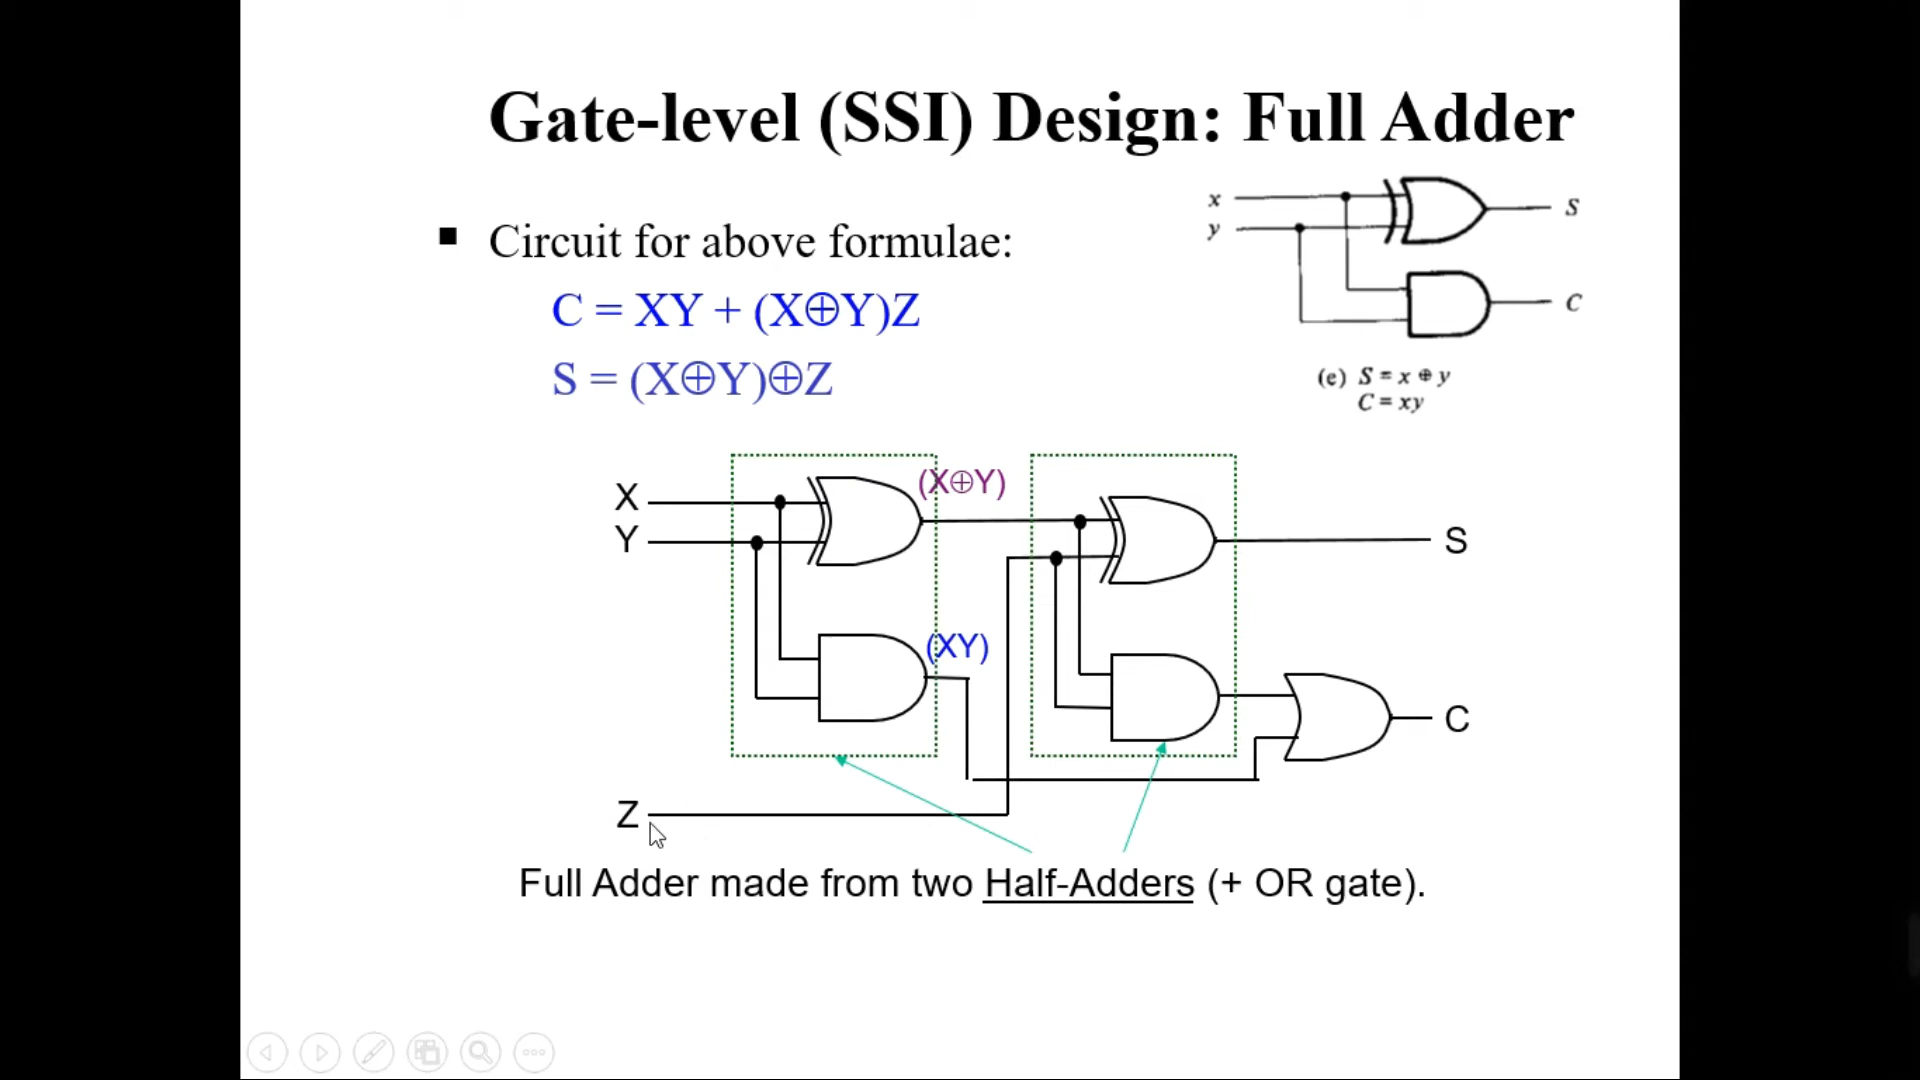 Gate-level (SSI) Design: Full Adder
▪ Circuit for above formulae:
C = XY + (X⊕Y)Z
S = (X⊕Y)⊕Z
x
y
S
C
(e) S = x ⊕ y
C = xy
X
Y
(X⊕Y)
S
(XY)
C
Z
Full Adder made from two Half-Adders (+ OR gate).